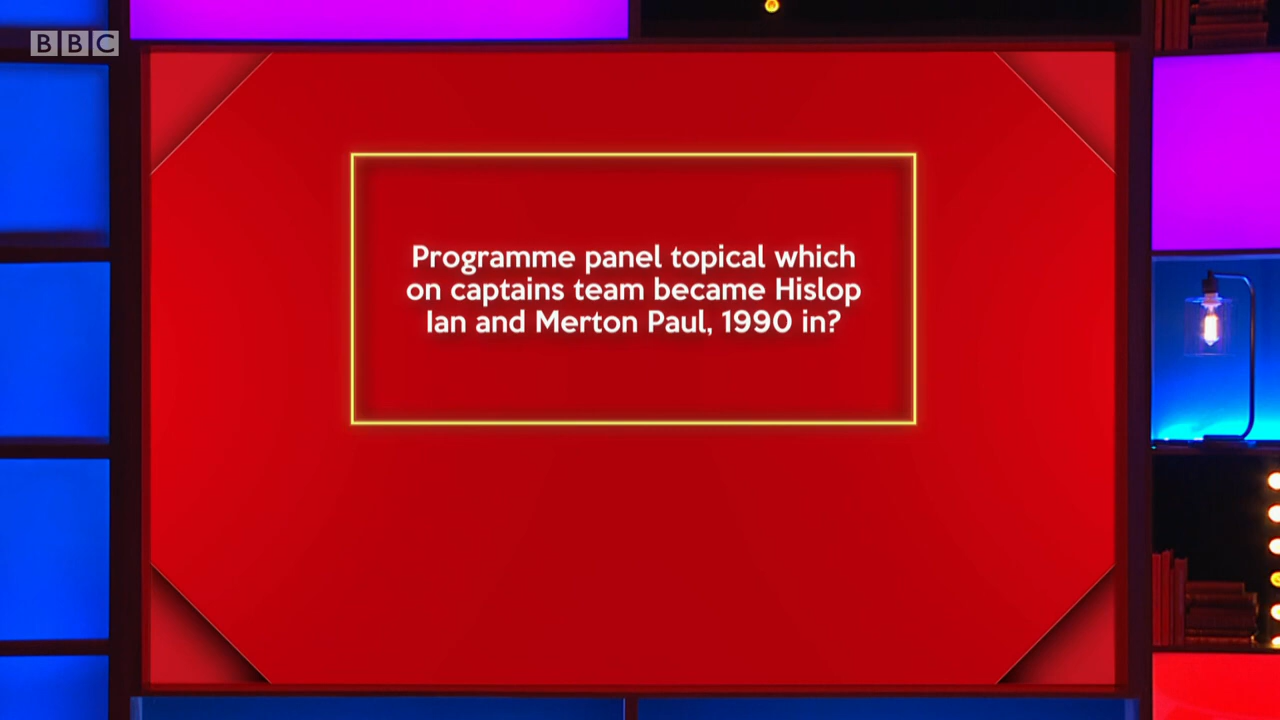 BBC
Programme panel topical which
on captains team became Hislop
Ian and Merton Paul, 1990 in?